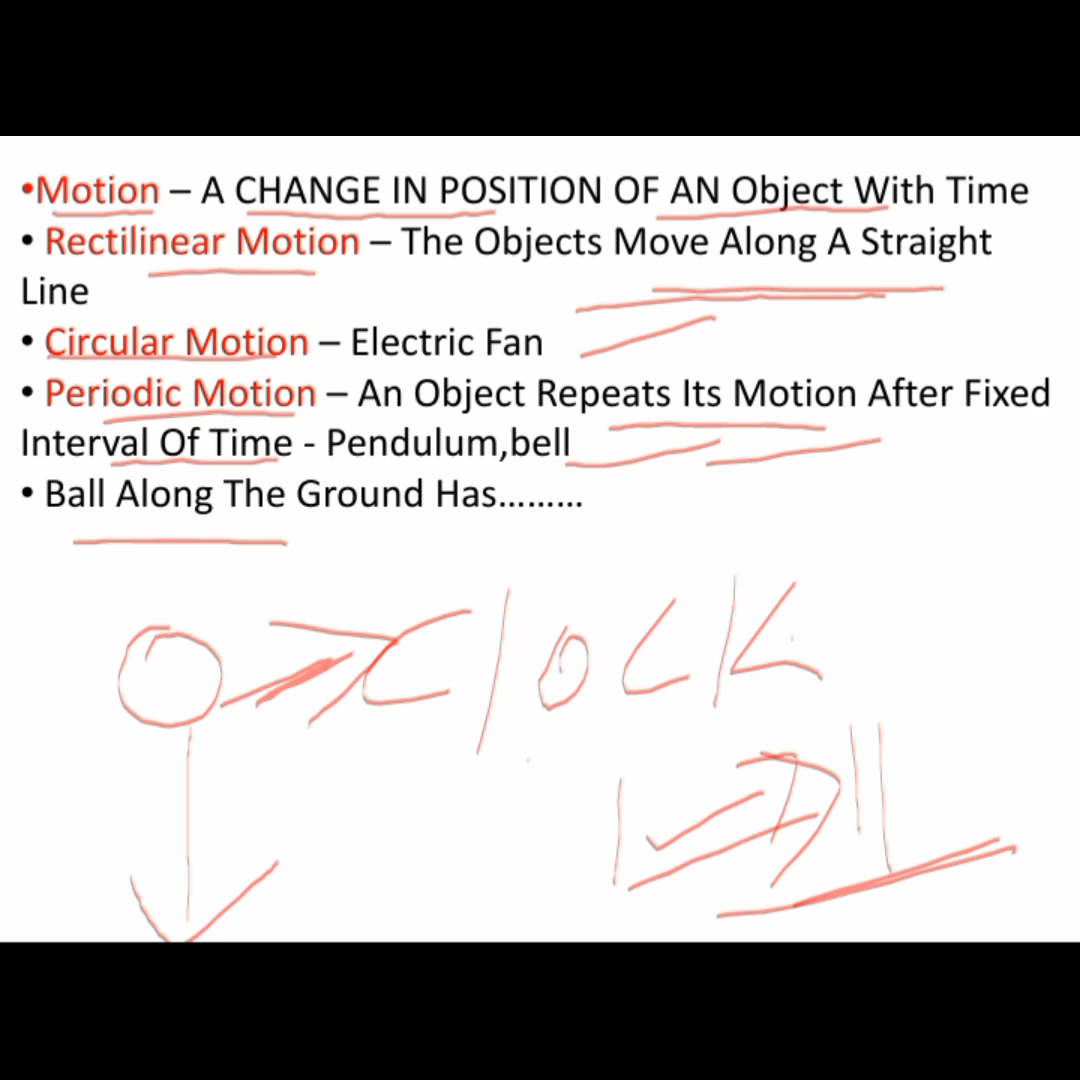 •Motion – A CHANGE IN POSITION OF AN Object With Time
• Rectilinear Motion – The Objects Move Along A Straight
Line
• Circular Motion – Electric Fan
• Periodic Motion – An Object Repeats Its Motion After Fixed
Interval Of Time - Pendulum,bell
• Ball Along The Ground Has.........
Clock